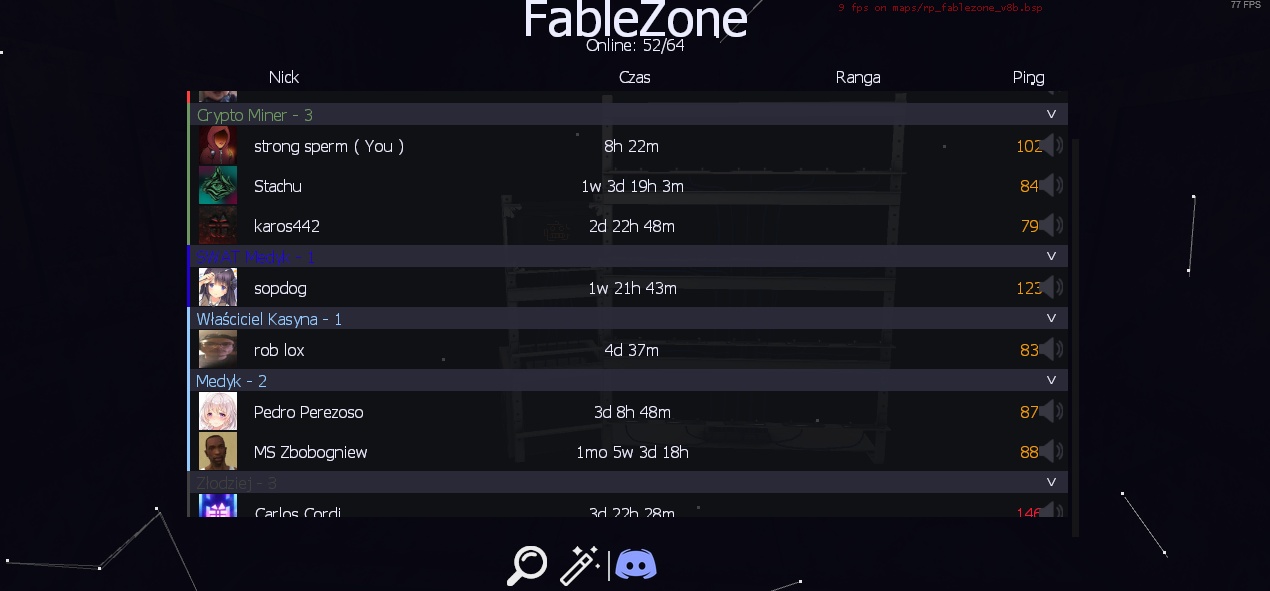 9 fps on maps/rp_fablezone_v8b.bsp
77 FPS
FableZone
Online: 52/64
Nick Czas Ranga Ping
Crypto Miner - 3 v
strong sperm ( You ) 8h 22m 102
Stachu 1w 3d 19h 3m 84
karos442 2d 22h 48m 79
SWAT Medyk - 1 v
sopdog 1w 21h 43m 123
Właściciel Kasyna - 1 v
rob lox 4d 37m 83
Medyk - 2 v
Pedro Perezoso 3d 8h 48m 87
MS Zbobogniew 1mo 5w 3d 18h 88
Złodziej - 3 v
Carlos Cordi 3d 22h 28m 146